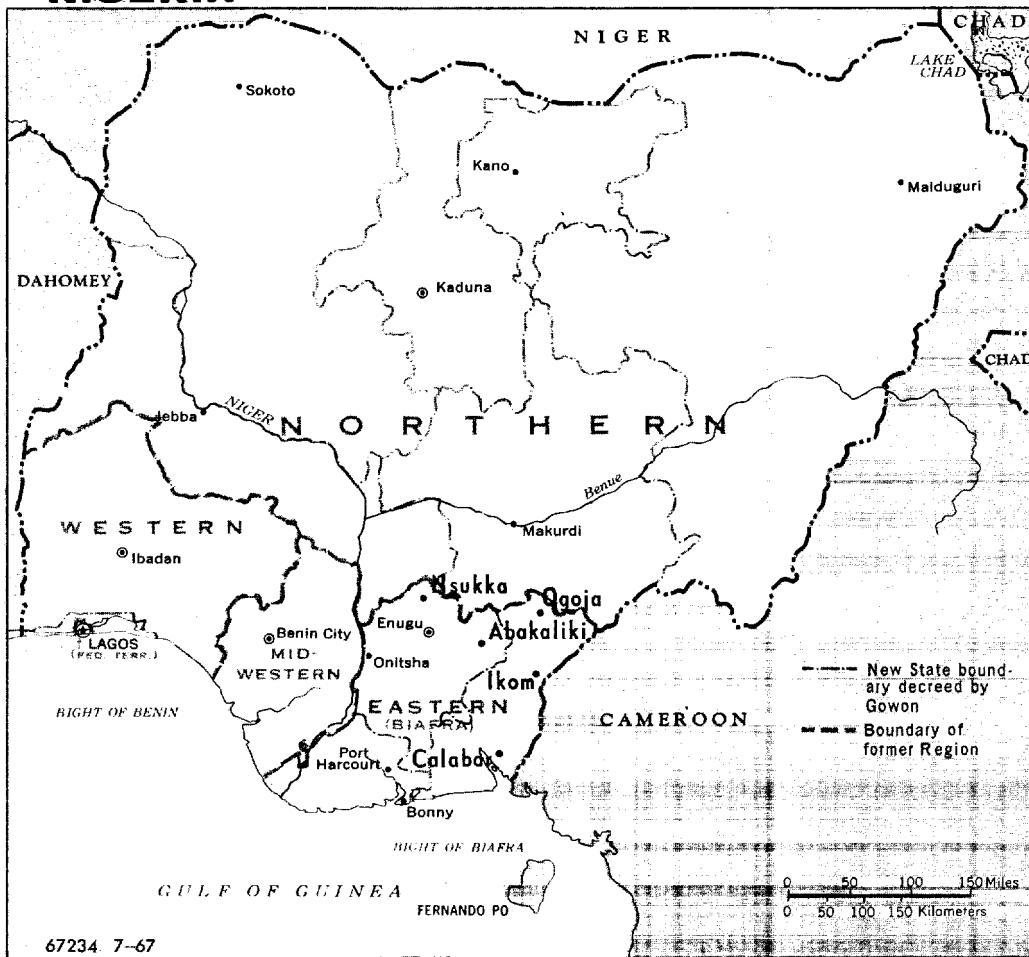 CHAD
NIGER
LAKE
CHAD
Sokoto
Kano
Maiduguri
DAHOMEY
Kaduna
CHAD
Jebba
NIGER
NORTHERN
Benue
Makurdi
WESTERN
Ibadan
Nsukka
Ogoja
Enugu
Abakaliki
Benin City
LAGOS
(FED. TERR.)
MID-
WESTERN
Onitsha
Ikom
New State bound-
ary decreed by
Gowon
EASTERN
(BIAFRA)
CAMEROON
BIGHT OF BENIN
Boundary of
former Region
Port
Harcourt
Calabar
Bonny
BIGHT OF BIAFRA
GULF OF GUINEA
FERNANDO PO
0 50 100 150 Miles
0 50 100 150 Kilometers
67234 7-67